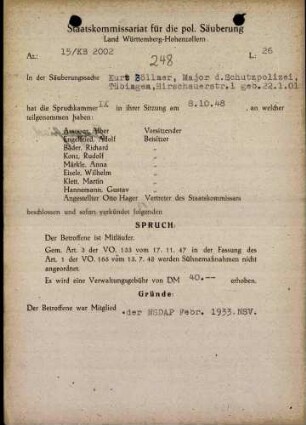 Staatskommissariat für die pol. Säuberung
Land Württemberg-Hohenzollern
Az.: 15/KB 2002
248
L.: 26
In der Säuberungssache Kurt Böllmer, Major d.Schutzpolizei,
Tübingen, Hirschauerstr.1 geb.22.1.01
hat die Spruchkammer IX in ihrer Sitzung am 8.10.48, an welcher
teilgenommen haben:
Vorsitzender
Engelfried, Adolf Beisitzer
Bäder, Richard
Konz, Rudolf
Märkle, Anna
Eisele, Wilhelm
Klett, Martin
Hannemann, Gustav
Angestellter Otto Hager Vertreter des Staatskommissars
beschlossen und sofort verkündet folgenden
SPRUCH:
Der Betroffene ist Mitläufer.
Gem. Art. 3 der VO. 133 vom 17. 11. 47 in der Fassung des
Art. 1 der VO. 165 vom 13. 7. 48 werden Sühnemaßnahmen nicht
angeordnet.
Es wird eine Verwaltungsgebühr von DM 40.-- erhoben.
Gründe:
Der Betroffene war Mitglied der NSDAP Febr. 1933.NSV.